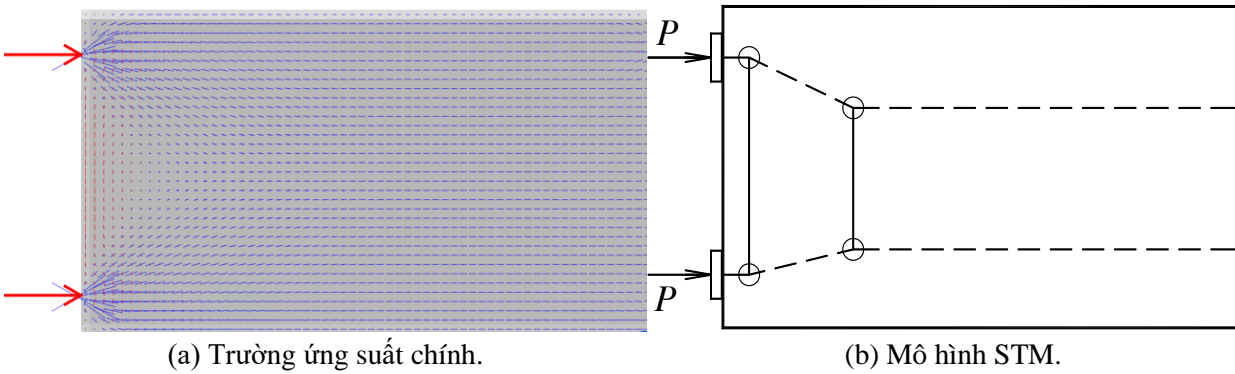 P
P
(a) Trường ứng suất chính.
(b) Mô hình STM.